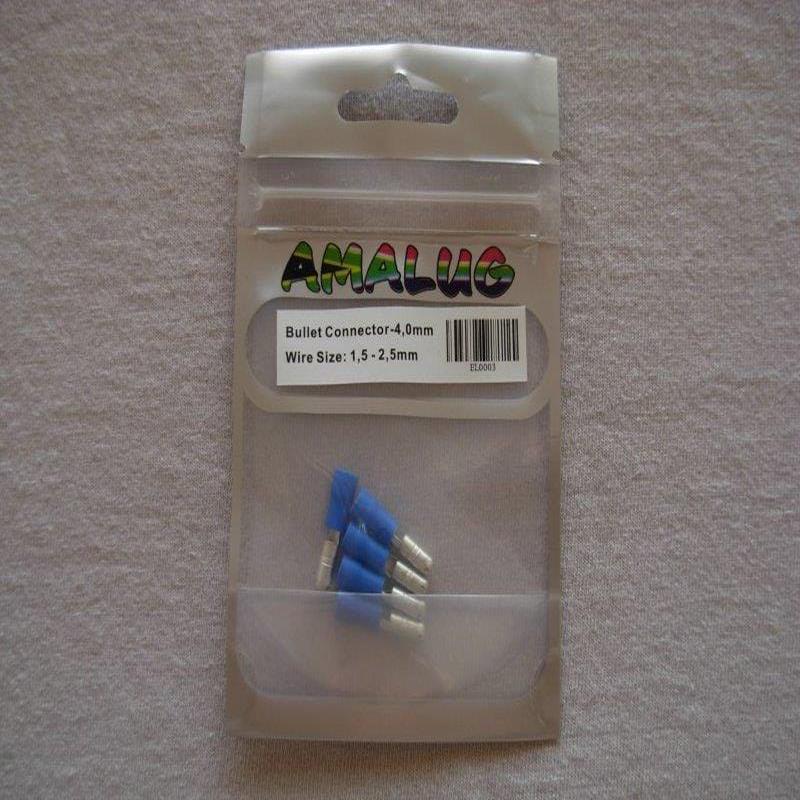 AMALUG
Bullet Connector-4,0mm
Wire Size: 1,5 - 2,5mm
EL0003